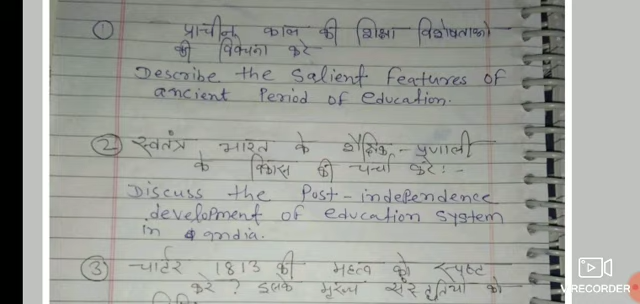 ① प्राचीन काल की शिक्षा विशेषताओ
की विवेचना करे
Describe the salient features of
ancient Period of education.
② स्वतंत्र भारत के शैक्षिक - प्रणाली
के विकास की चर्चा करे : -
Discuss the Post - independence
development of education system
in India.
③ चार्टर 1813 की महत्व को स्पष्ट
करे ? इसके मुख्य संस्तुतियो को
V RECORDER